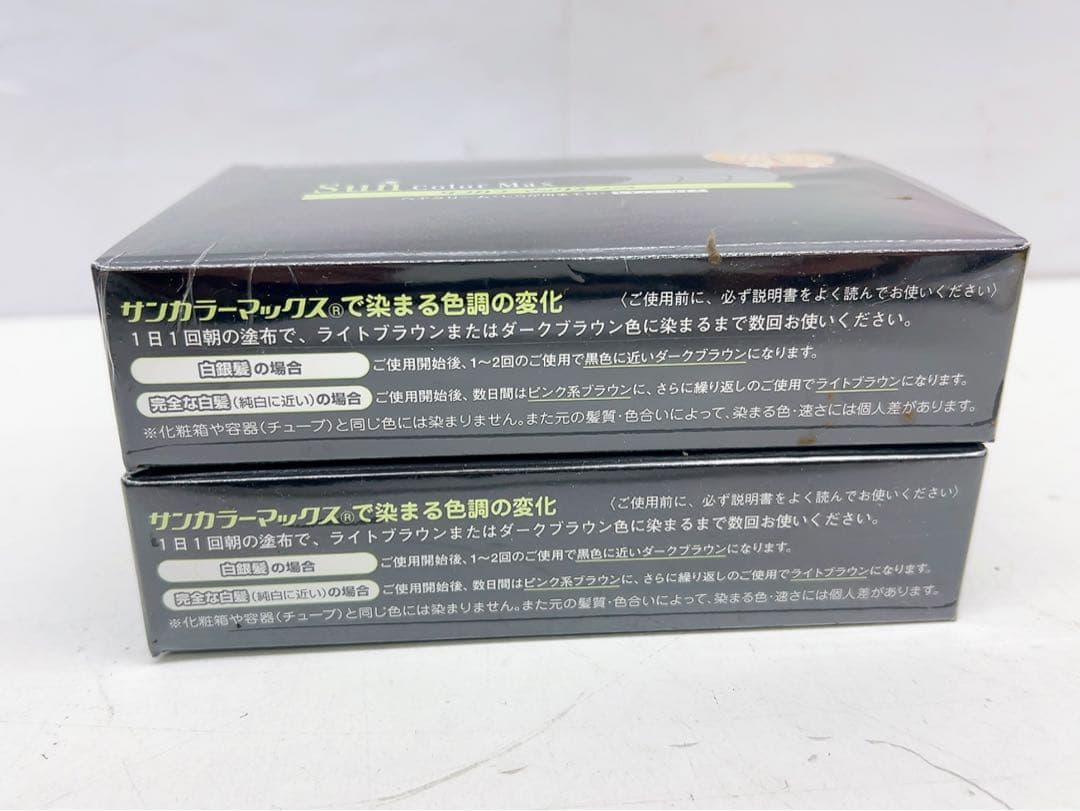 Sun Color Max
サンカラーマックス®で染まる色調の変化
〈ご使用前に、必ず説明書をよく読んでお使いください〉
1日1回朝の塗布で、ライトブラウンまたはダークブラウン色に染まるまで数回お使いください。
白銀髪の場合 ご使用開始後、1〜2回のご使用で黒色に近いダークブラウンになります。
完全な白髪(純白に近い)の場合 ご使用開始後、数日間はピンク系ブラウンに、さらに繰り返しのご使用でライトブラウンになります。
※化粧箱や容器(チューブ)と同じ色には染まりません。また元の髪質・色合いによって、染まる色・速さには個人差があります。
サンカラーマックス®で染まる色調の変化
〈ご使用前に、必ず説明書をよく読んでお使いください〉
1日1回朝の塗布で、ライトブラウンまたはダークブラウン色に染まるまで数回お使いください。
白銀髪の場合 ご使用開始後、1〜2回のご使用で黒色に近いダークブラウンになります。
完全な白髪(純白に近い)の場合 ご使用開始後、数日間はピンク系ブラウンに、さらに繰り返しのご使用でライトブラウンになります。
※化粧箱や容器(チューブ)と同じ色には染まりません。また元の髪質・色合いによって、染まる色・速さには個人差があります。